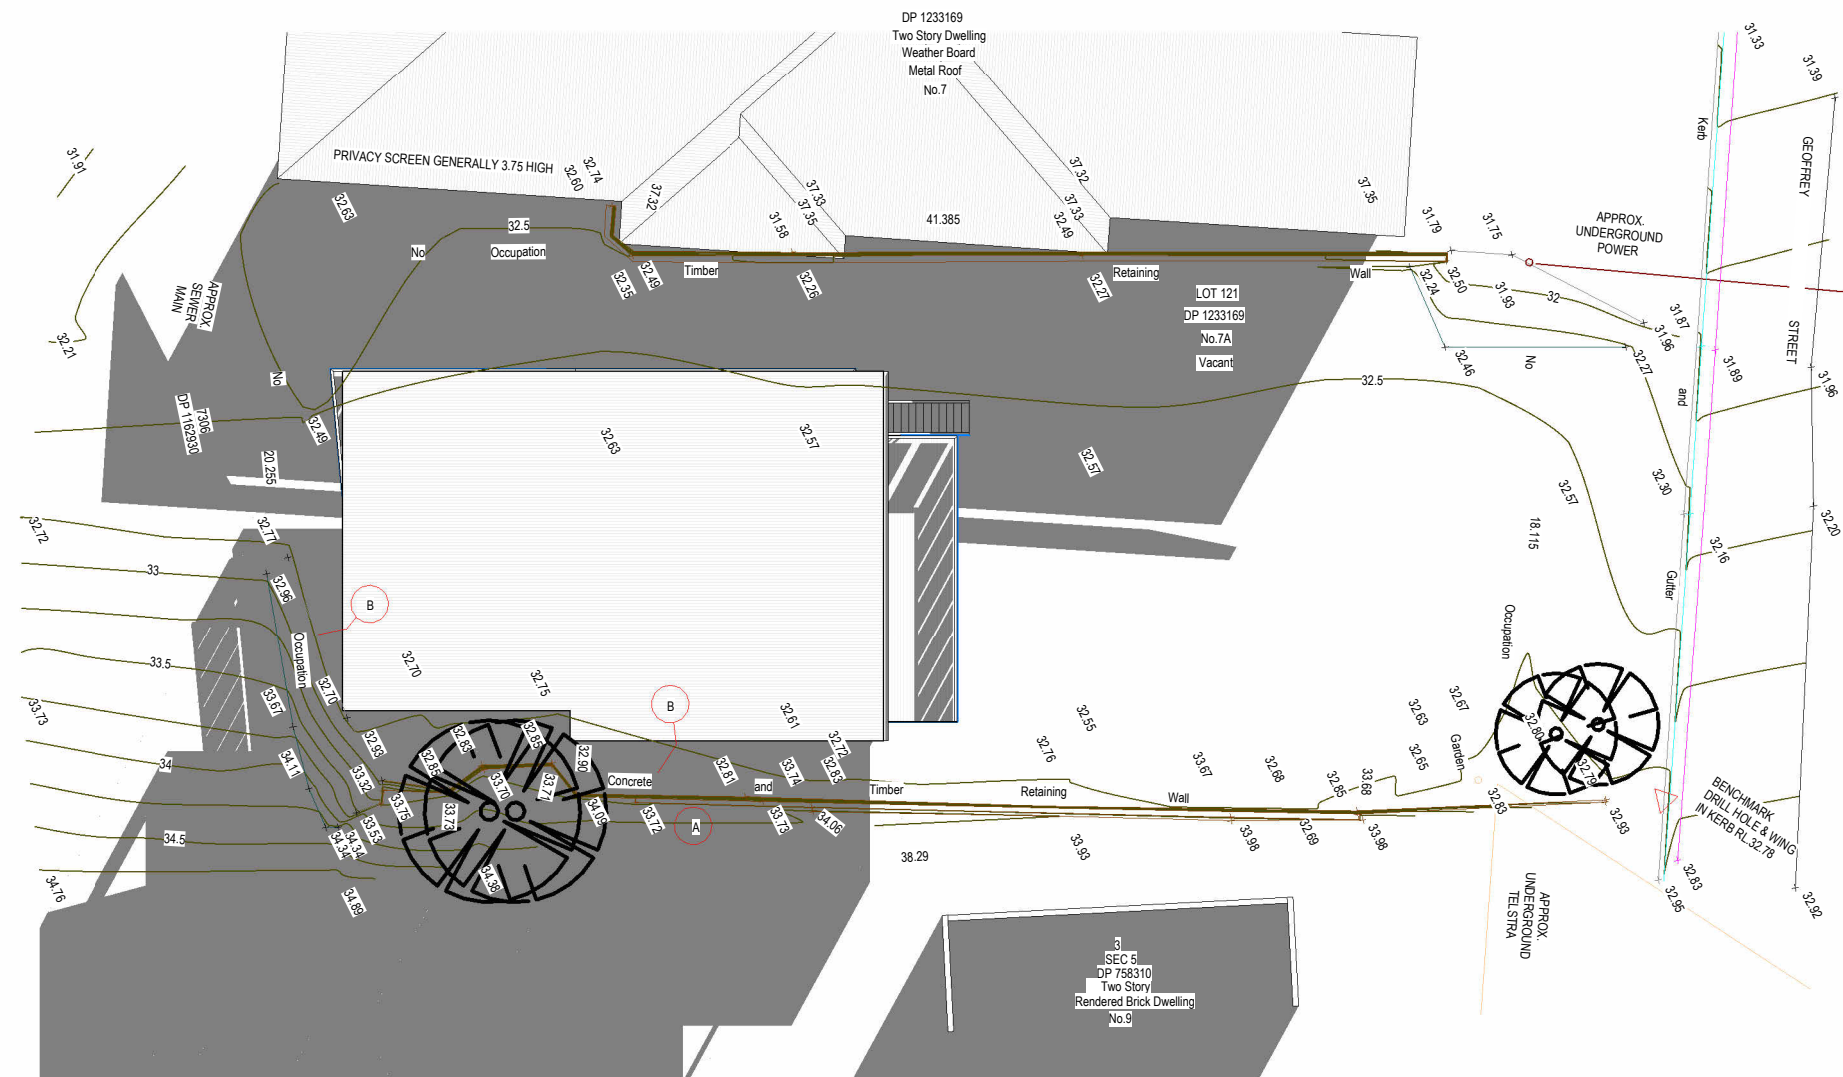 DP 1233169
Two Story Dwelling
Weather Board
Metal Roof
No.7
31.33
31.39
Kerb
GEOFFREY
31.91
PRIVACY SCREEN GENERALLY 3.75 HIGH
32.60
32.74
32.63
37.32
37.33
37.35
31.58
41.385
37.32
37.33
32.49
37.35
31.79
31.75
APPROX.
UNDERGROUND
POWER
32.5
No
Occupation
32.35
32.49
Timber
32.26
32.27
Retaining
Wall
32.24
32.50
31.93
32
31.87
31.96
STREET
LOT 121
DP 1233169
No.7A
Vacant
APPROX.
SEWER
MAIN
32.21
32.46
No
32.27
31.89
31.96
32.5
and
No
7306
DP 1162930
32.49
20.255
32.63
32.57
32.57
32.57
32.30
32.20
18.115
32.16
32.72
32.77
33
32.96
B
Gutter
Occupation
Occupation
33.5
32.70
32.75
32.70
33.67
33.73
B
32.61
32.55
32.63
32.67
32.80
32.93
32.83
32.85
32.85
32.90
32.72
32.83
32.76
33.67
32.68
32.65
Garden
32.79
34
34.11
33.32
33.75
33.73
33.70
33.71
34.09
Concrete
32.81
and
33.74
Timber
Retaining
Wall
32.85
33.68
32.83
32.93
BENCHMARK
DRILL HOLE & WING
IN KERB RL.32.78
34.5
34.34
34.34
33.53
33.72
A
33.73
34.06
38.29
33.93
33.98
32.69
33.98
32.83
32.95
32.92
34.76
34.89
34.38
APPROX.
UNDERGROUND
TELSTRA
3
SEC 5
DP 758310
Two Story
Rendered Brick Dwelling
No.9